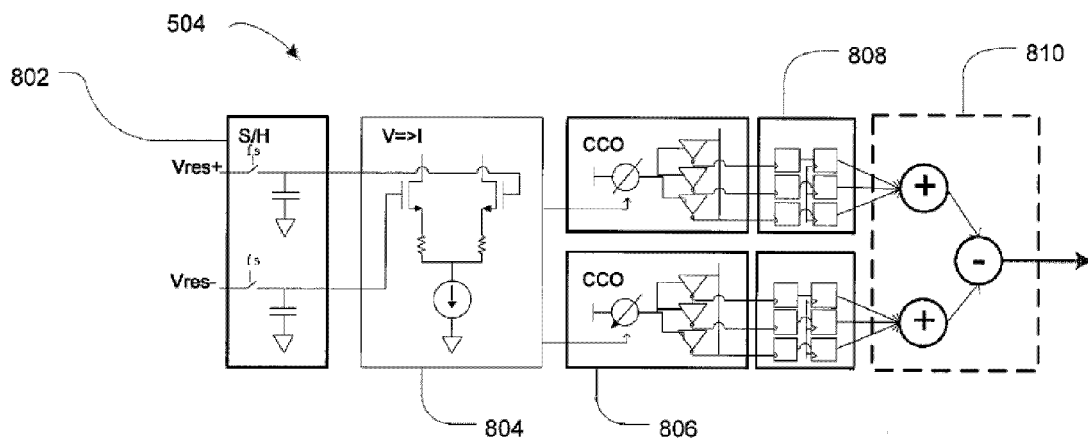 504
802
808
810
S/H
V=>I
CCO
fs
Vres+
+
-
fs
Vres-
CCO
+
804
806